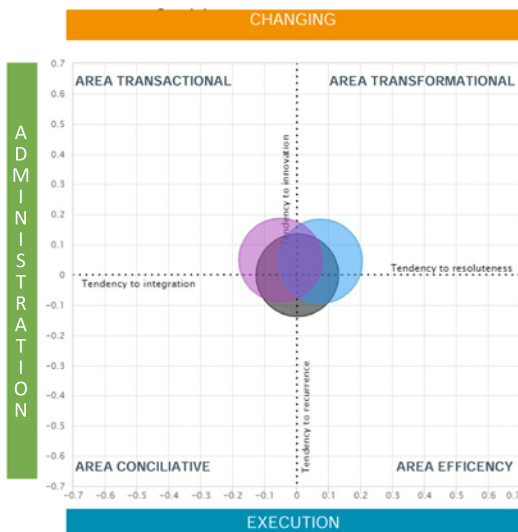 CHANGING
ADMINISTRATION
AREA TRANSACTIONAL
AREA TRANSFORMATIONAL
0.7
0.6
0.5
0.4
0.3
0.2
0.1
0
-0.1
-0.2
-0.3
-0.4
-0.5
-0.6
-0.7
Tendency to innovation
Tendency to resoluteness
Tendency to integration
Tendency to recurrence
AREA CONCILIATIVE
AREA EFFICENCY
-0.7 -0.6 -0.5 -0.4 -0.3 -0.2 -0.1 0 0.1 0.2 0.3 0.4 0.5 0.6 0.7
EXECUTION